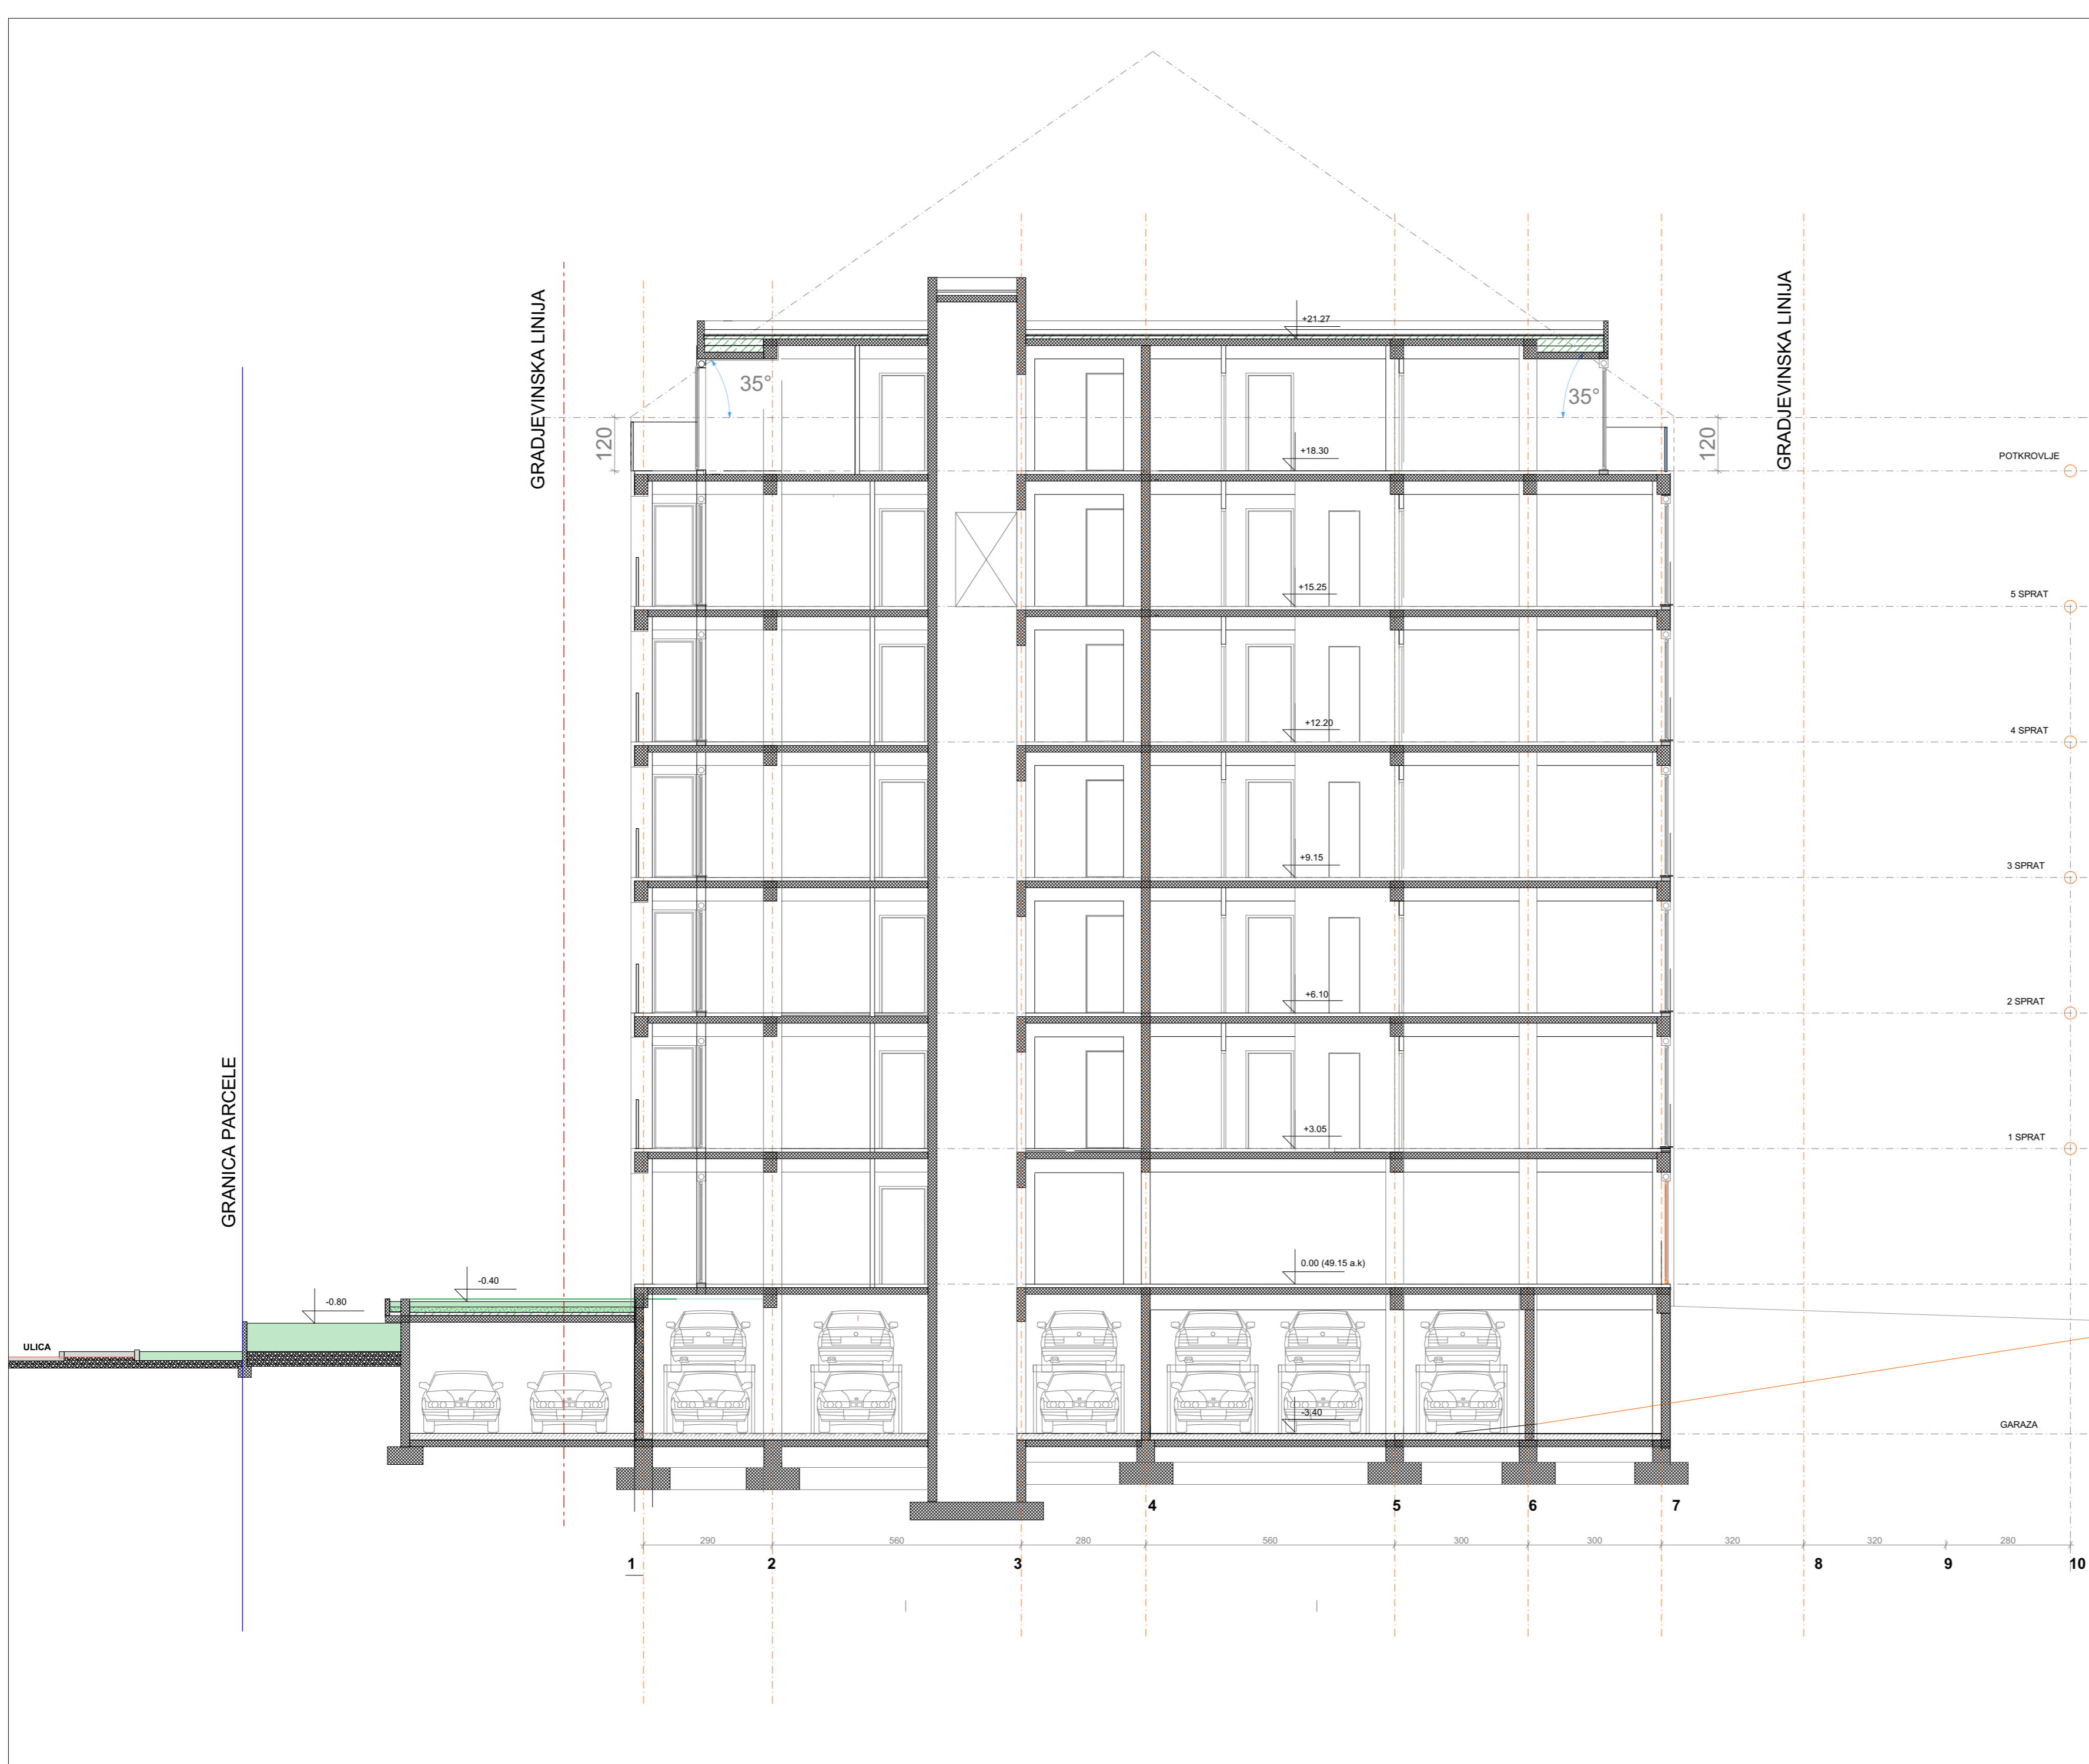 GRADJEVINSKA LINIJA
GRADJEVINSKA LINIJA
+21.27
35°
35°
120
120
+18.30
POTKROVLJE
+15.25
5 SPRAT
+12.20
4 SPRAT
+9.15
3 SPRAT
+6.10
2 SPRAT
GRANICA PARCELE
+3.05
1 SPRAT
0.00 (49.15 a.k)
-0.40
-0.80
ULICA
-3.40
GARAZA
4
5
6
7
290
560
280
560
300
300
320
320
280
1
2
3
8
9
10